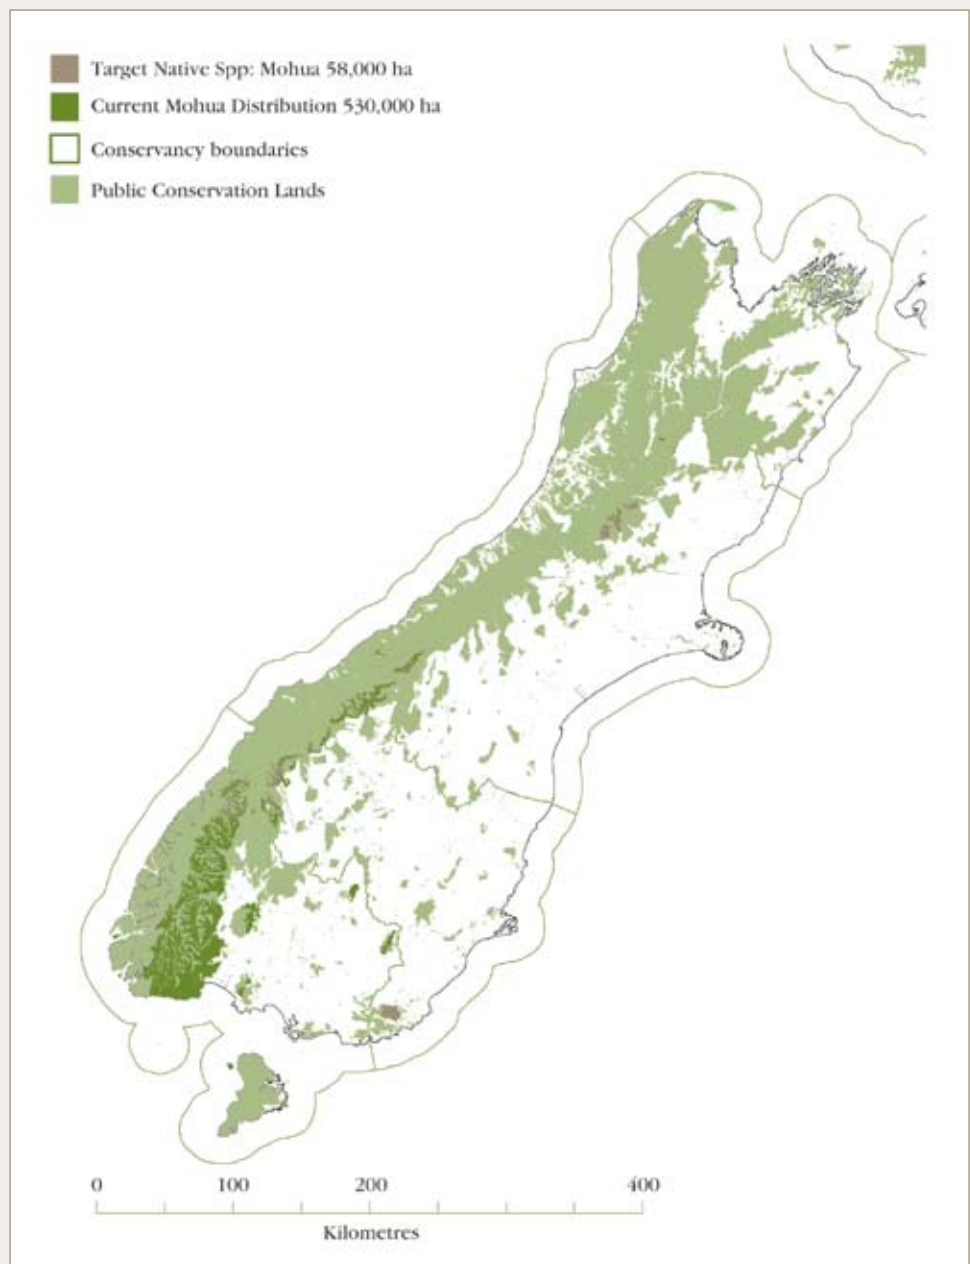 Target Native Spp: Mohua 58,000 ha
Current Mohua Distribution 530,000 ha
Conservancy boundaries
Public Conservation Lands
0 100 200 400
Kilometres